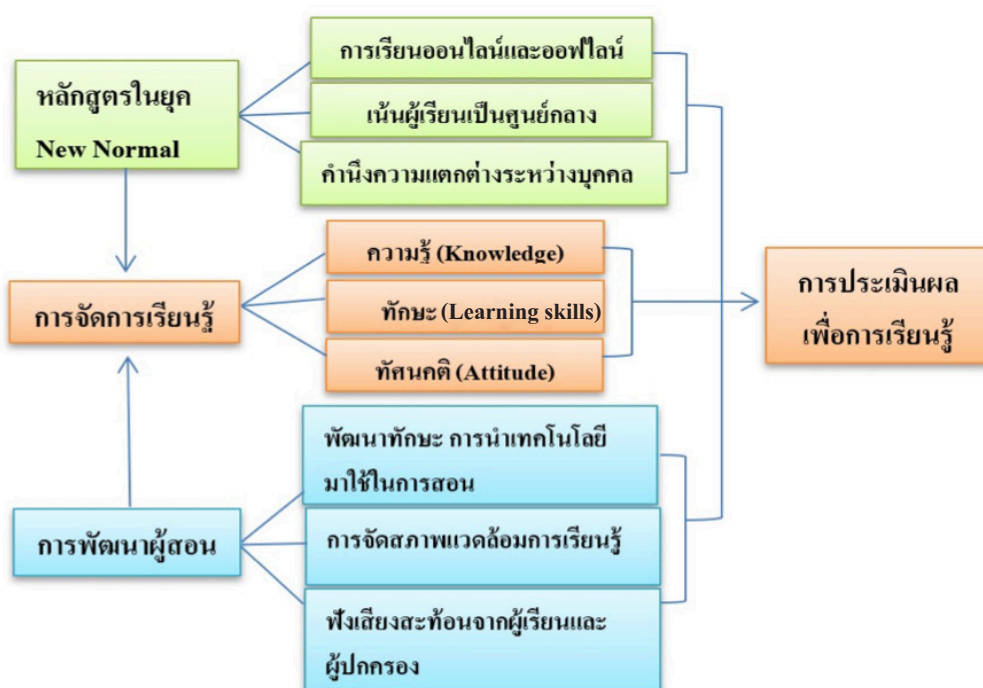 หลักสูตรในยุค
New Normal
การเรียนออนไลน์และออฟไลน์
เน้นผู้เรียนเป็นศูนย์กลาง
คำนึงความแตกต่างระหว่างบุคคล
การจัดการเรียนรู้
ความรู้ (Knowledge)
ทักษะ (Learning skills)
ทัศนคติ (Attitude)
การพัฒนาผู้สอน
พัฒนาทักษะ การนำเทคโนโลยี
มาใช้ในการสอน
การจัดสภาพแวดล้อมการเรียนรู้
ฟังเสียงสะท้อนจากผู้เรียนและ
ผู้ปกครอง
การประเมินผล
เพื่อการเรียนรู้